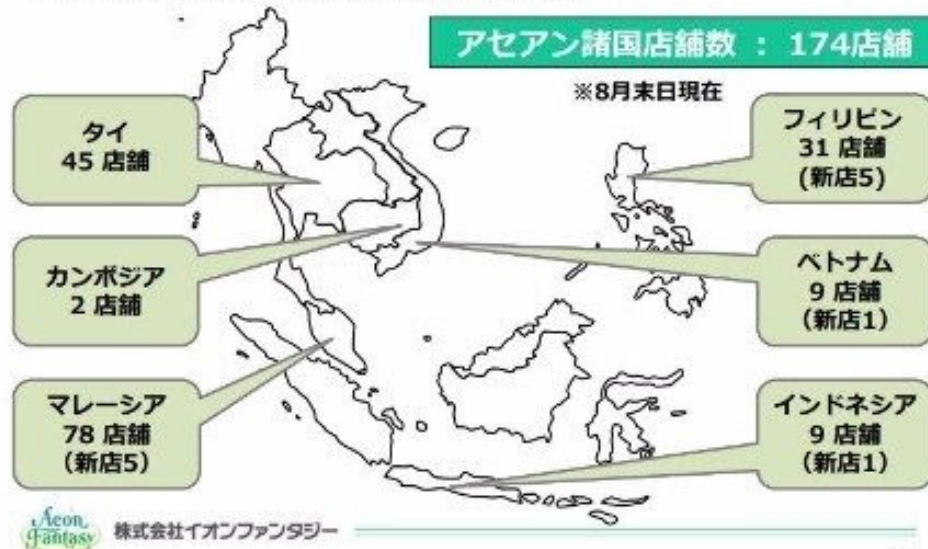 アセアン諸国店舗数 : 174店舗
※8月末日現在
タイ
45 店舗
フィリピン
31 店舗
(新店5)
カンボジア
2 店舗
ベトナム
9 店舗
（新店1）
マレーシア
78 店舗
（新店5）
インドネシア
9 店舗
（新店1）
Aeon Fantasy
株式会社イオンファンタジー